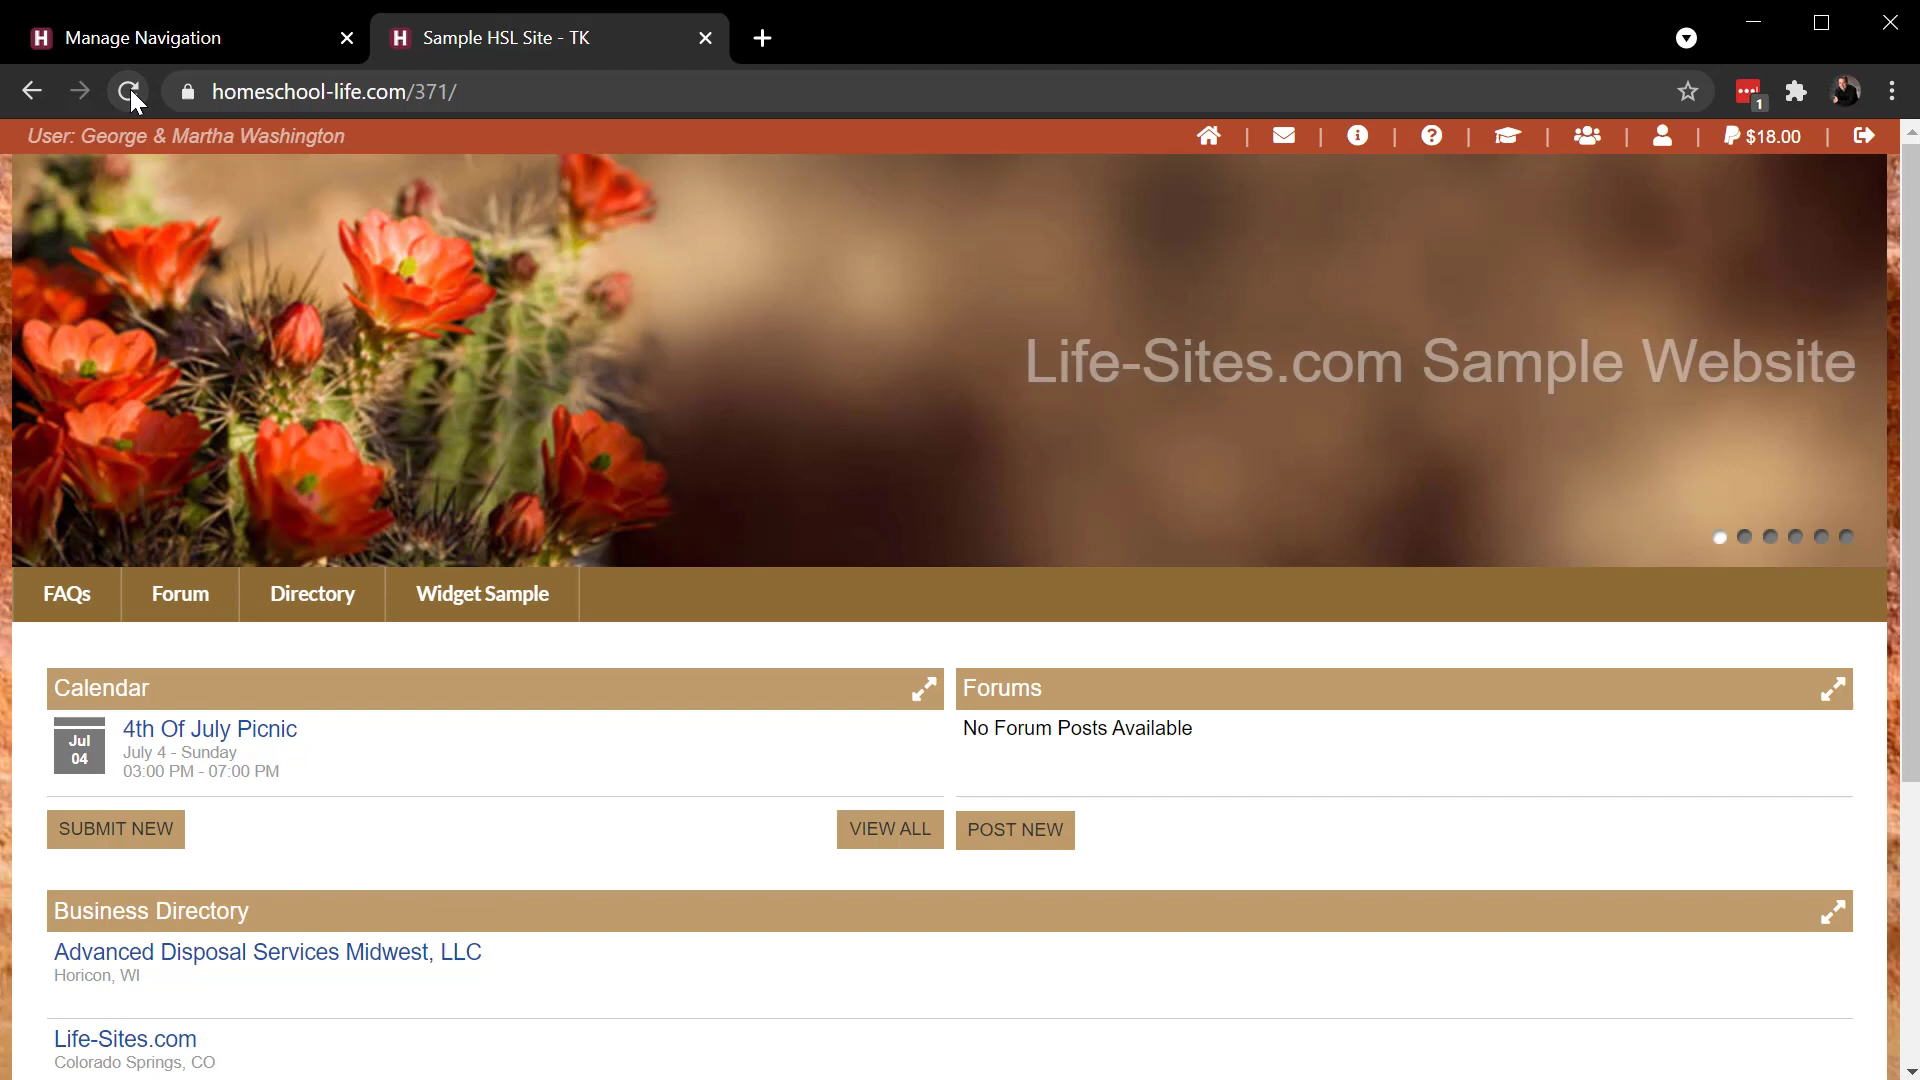 Manage Navigation
Sample HSL Site - TK
homeschool-life.com/371/
1
User: George & Martha Washington
$18.00
Life-Sites.com Sample Website
FAQs
Forum
Directory
Widget Sample
Calendar
Jul
04
4th Of July Picnic
July 4 - Sunday
03:00 PM - 07:00 PM
SUBMIT NEW
VIEW ALL
Forums
No Forum Posts Available
POST NEW
Business Directory
Advanced Disposal Services Midwest, LLC
Horicon, WI
Life-Sites.com
Colorado Springs, CO